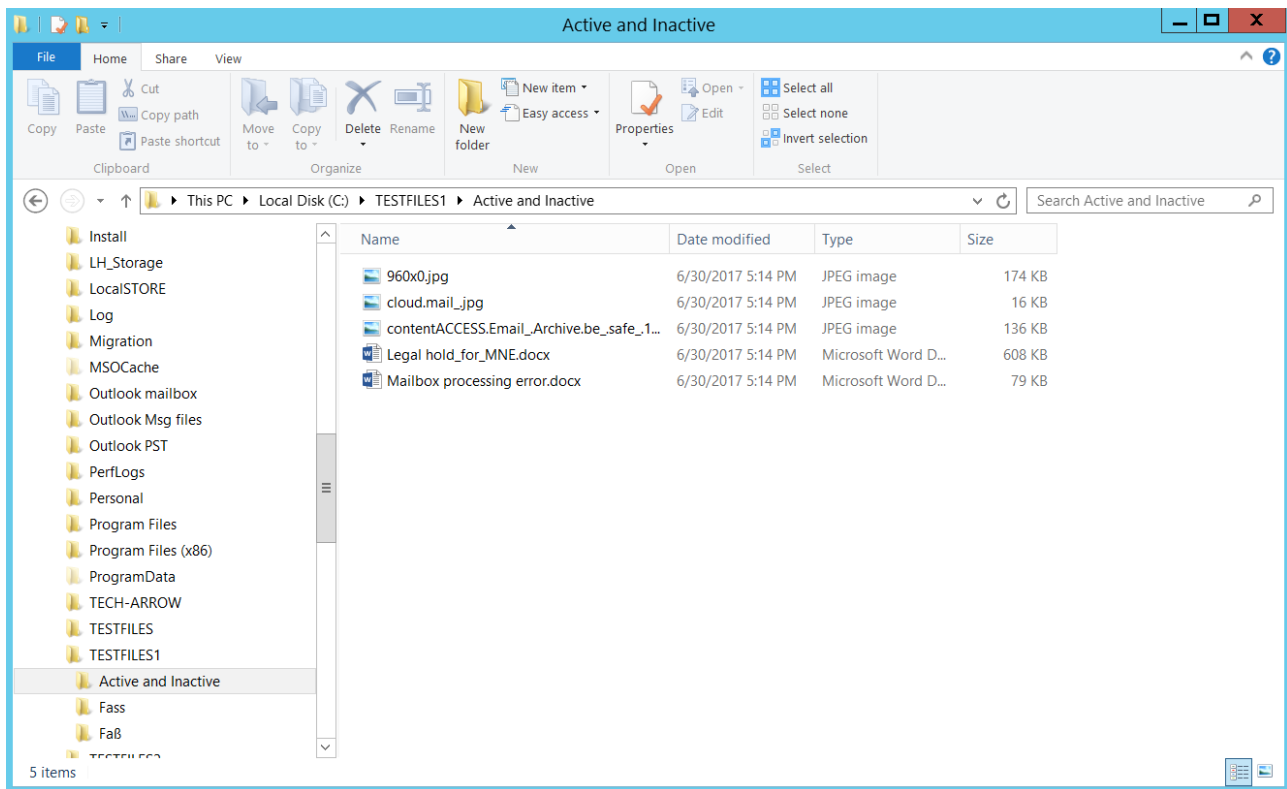 Active and Inactive
File Home Share View
Copy
Paste
Cut
Copy path
Paste shortcut
Clipboard
Move to
Copy to
Delete
Rename
Organize
New folder
New item
Easy access
New
Properties
Open
Edit
Open
Select all
Select none
Invert selection
Select
This PC Local Disk (C:) TESTFILES1 Active and Inactive
Search Active and Inactive
Install
LH_Storage
LocalSTORE
Log
Migration
MSOCache
Outlook mailbox
Outlook Msg files
Outlook PST
PerfLogs
Personal
Program Files
Program Files (x86)
ProgramData
TECH-ARROW
TESTFILES
TESTFILES1
Active and Inactive
Fass
Faß
Name Date modified Type Size
960x0.jpg 6/30/2017 5:14 PM JPEG image 174 KB
cloud.mail_.jpg 6/30/2017 5:14 PM JPEG image 16 KB
contentACCESS.Email_.Archive.be_.safe_.1... 6/30/2017 5:14 PM JPEG image 136 KB
Legal hold_for_MNE.docx 6/30/2017 5:14 PM Microsoft Word D... 608 KB
Mailbox processing error.docx 6/30/2017 5:14 PM Microsoft Word D... 79 KB
5 items